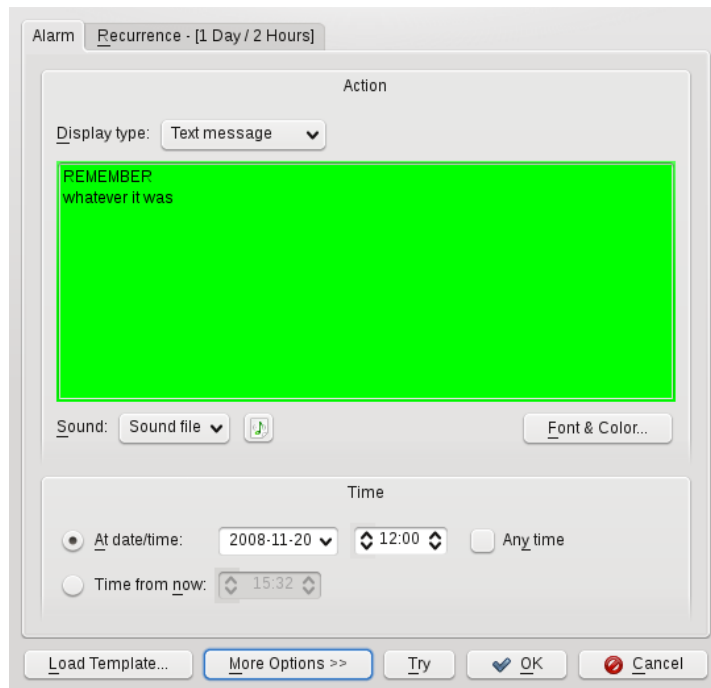 Alarm Recurrence - [1 Day / 2 Hours]
Action
Display type: Text message
REMEMBER
whatever it was
Sound: Sound file Font & Color...
Time
At date/time: 2008-11-20 12:00 Any time
Time from now: 15:32
Load Template... More Options >> Try OK Cancel